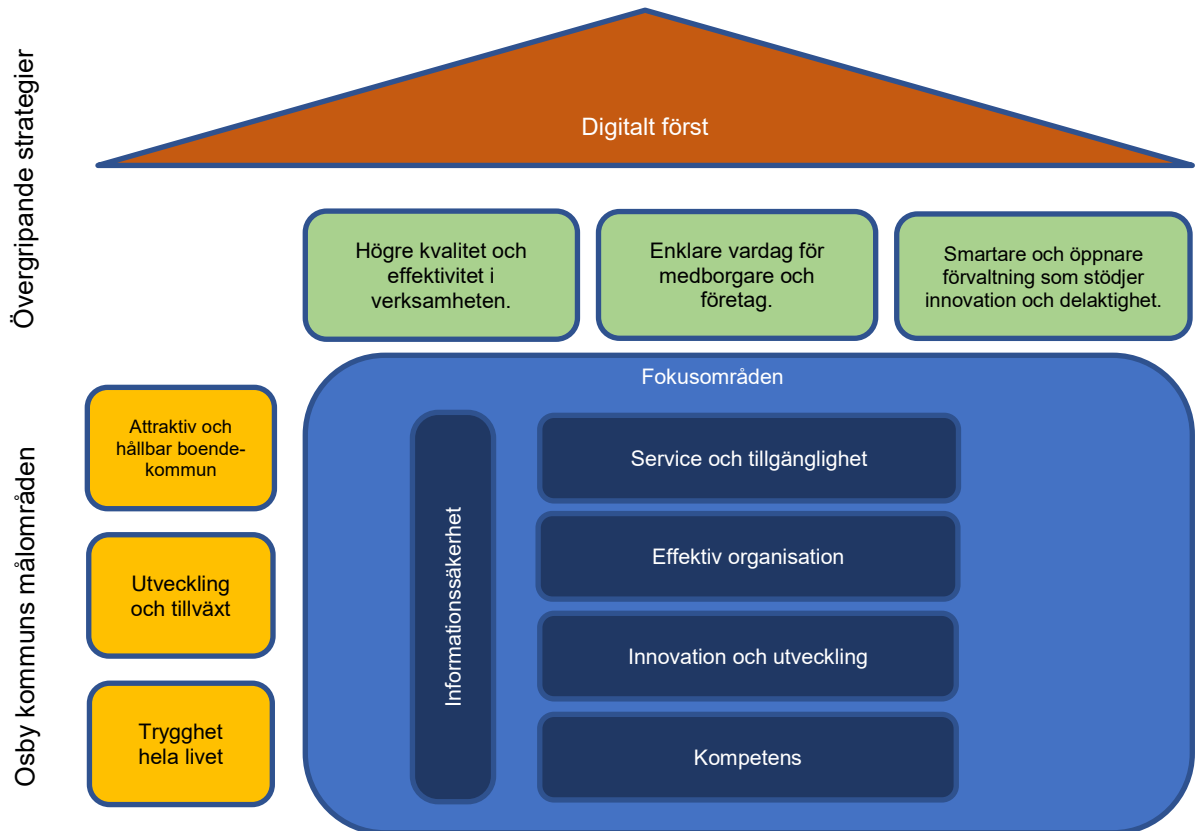 Övergripande strategier
Digitalt först
Högre kvalitet och
effektivitet i
verksamheten.
Enklare vardag för
medborgare och
företag.
Smartare och öppnare
förvaltning som stödjer
innovation och delaktighet.
Osby kommuns målområden
Attraktiv och
hållbar boende-
kommun
Utveckling
och tillväxt
Trygghet
hela livet
Fokusområden
Informationssäkerhet
Service och tillgänglighet
Effektiv organisation
Innovation och utveckling
Kompetens